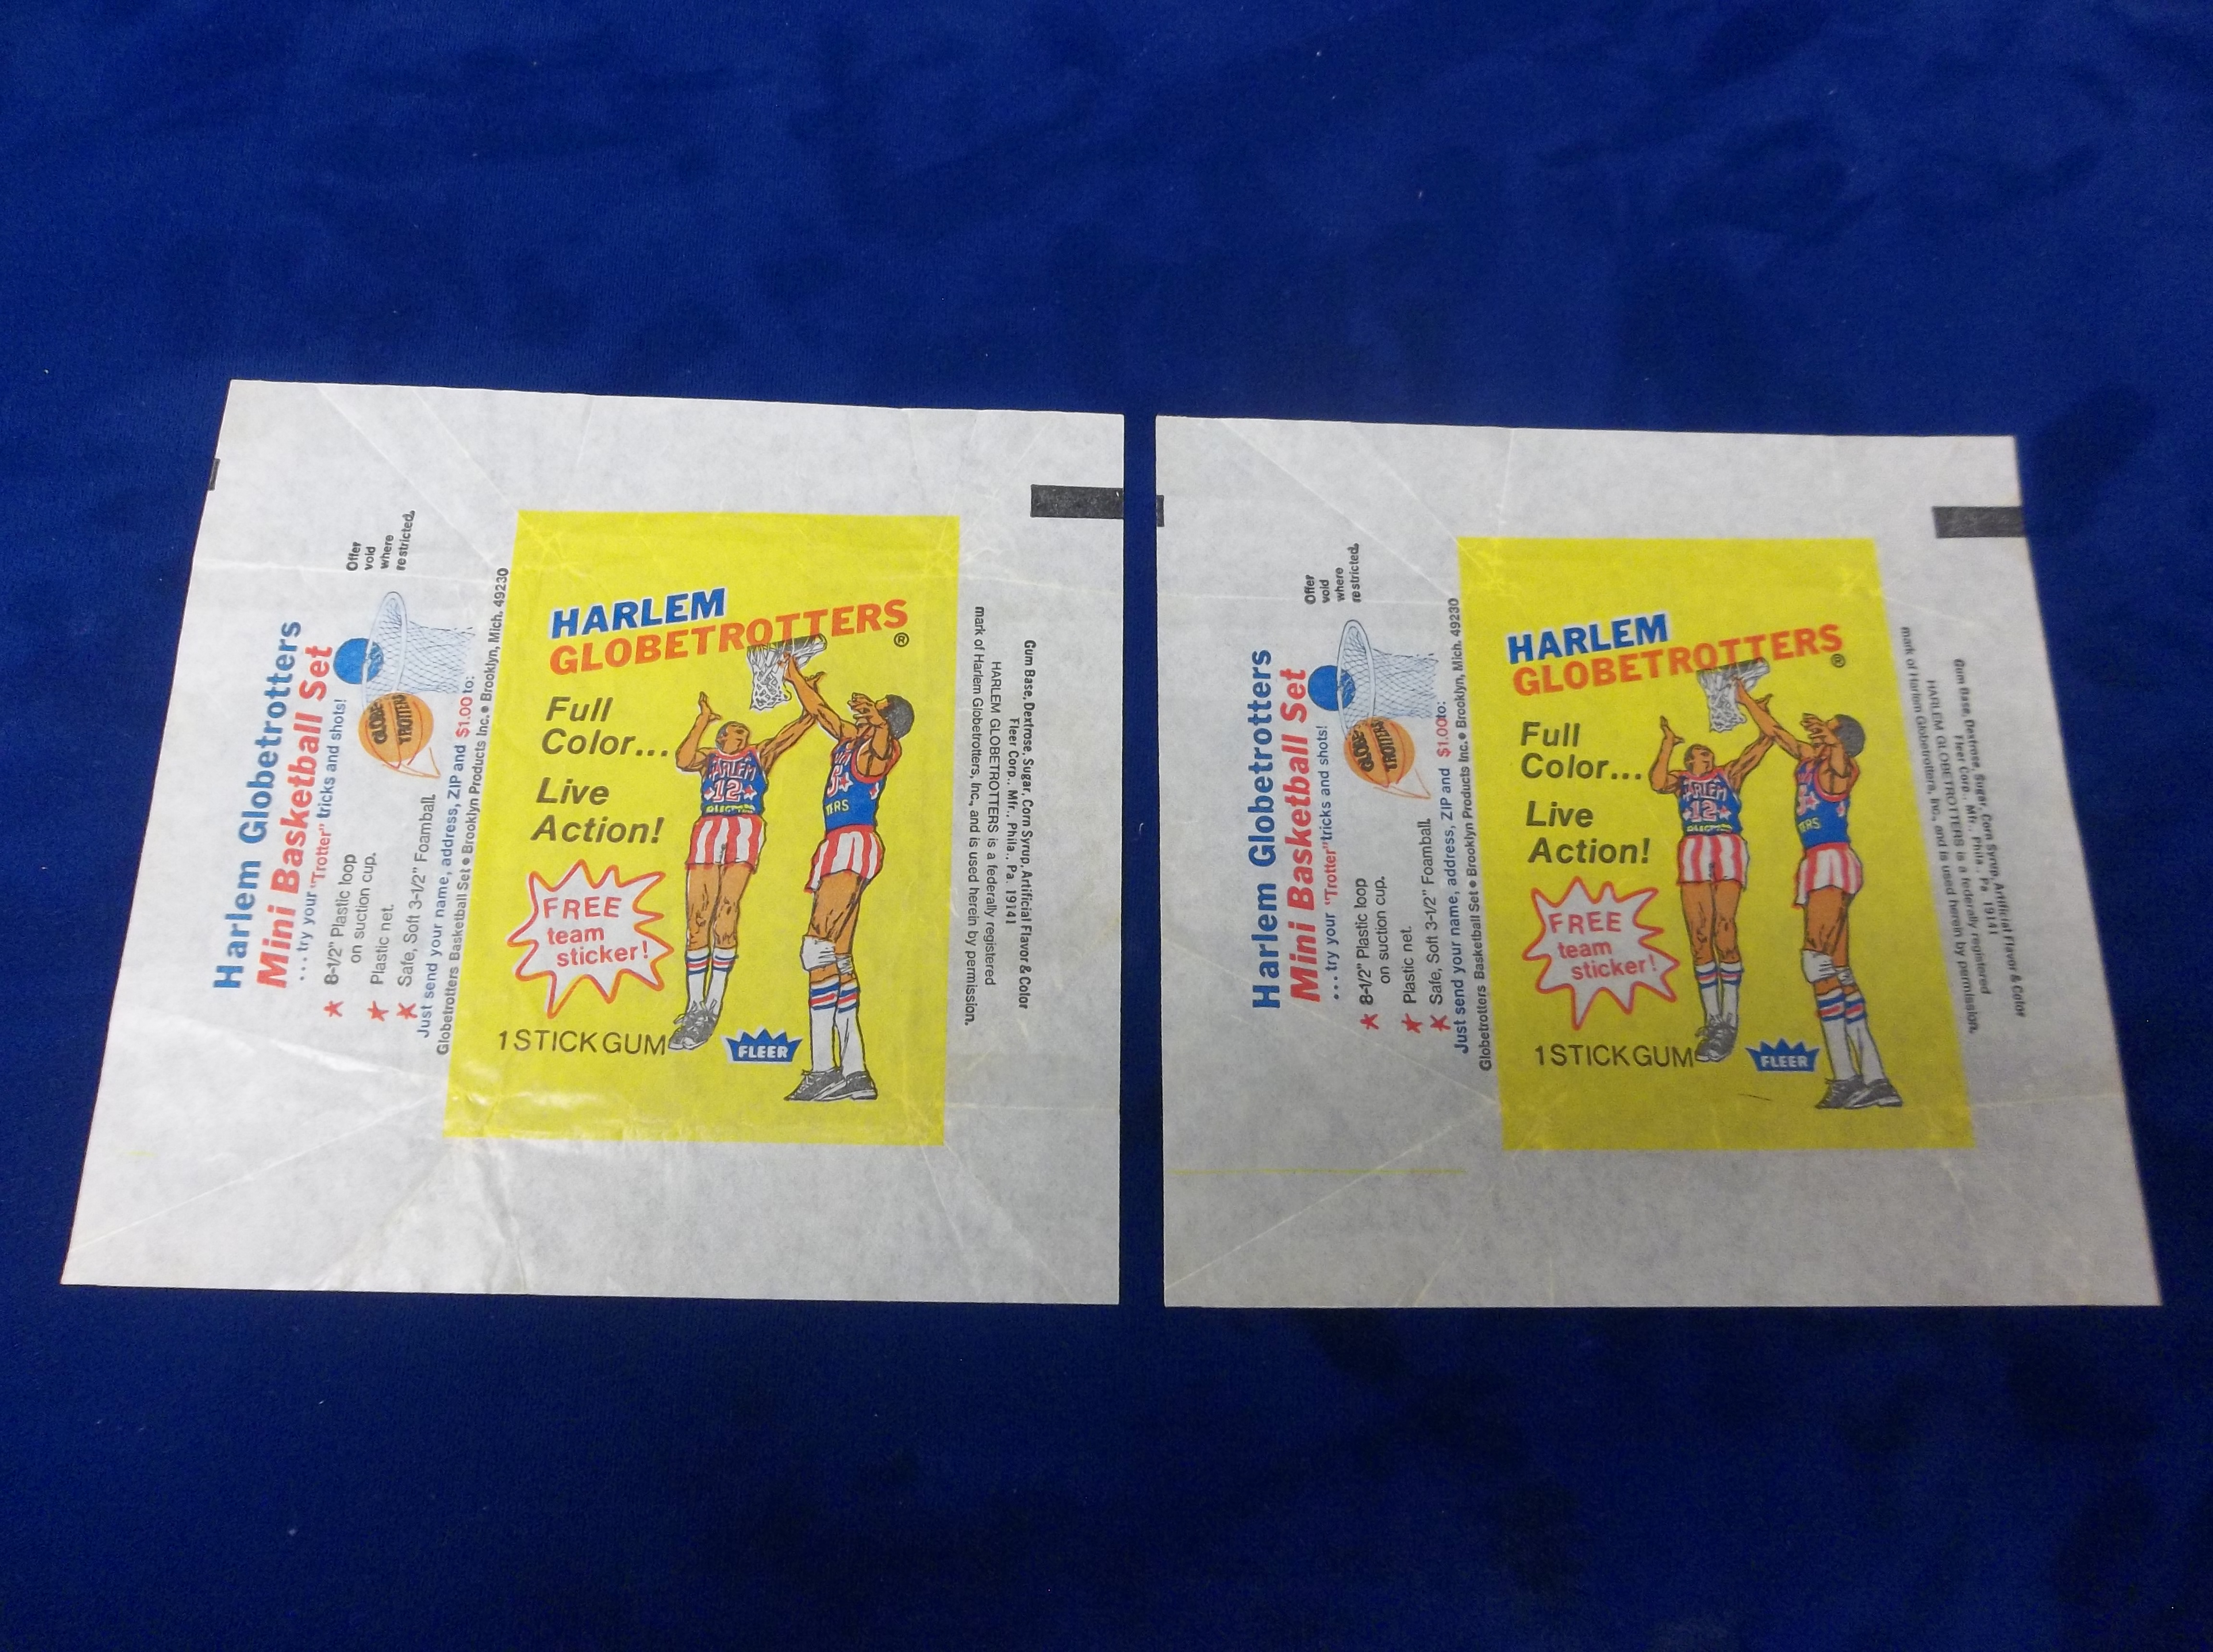 Harlem Globetrotters
Mini Basketball Set
...try your "Trotter" tricks and shots!
★ 8-1/2" Plastic loop
on suction cup.
★ Plastic net.
★ Safe, Soft 3-1/2" Foamball.
Just send your name, address, ZIP and $1.00 to:
Globetrotters Basketball Set • Brooklyn Products Inc. • Brooklyn, Mich. 49230
Offer
void
where
restricted.
GLOBE
TROTTERS
HARLEM
GLOBETROTTERS
®
Full
Color...
Live
Action!
HARLEM
12
TERS
FREE
team
sticker!
1 STICK GUM
FLEER
Gum Base, Dextrose, Sugar, Corn Syrup, Artificial Flavor & Color
Fleer Corp., Mfr., Phila., Pa. 19141
HARLEM GLOBETROTTERS is a federally registered
mark of Harlem Globetrotters, Inc., and is used herein by permission.
Harlem Globetrotters
Mini Basketball Set
...try your "Trotter" tricks and shots!
★ 8-1/2" Plastic loop
on suction cup.
★ Plastic net.
★ Safe, Soft 3-1/2" Foamball.
Just send your name, address, ZIP and $1.00 to:
Globetrotters Basketball Set • Brooklyn Products Inc. • Brooklyn, Mich. 49230
Offer
void
where
restricted.
GLOBE
TROTTERS
HARLEM
GLOBETROTTERS
®
Full
Color...
Live
Action!
HARLEM
12
TERS
FREE
team
sticker!
1 STICK GUM
FLEER
Gum Base, Dextrose, Sugar, Corn Syrup, Artificial Flavor & Color
Fleer Corp., Mfr., Phila., Pa. 19141
HARLEM GLOBETROTTERS is a federally registered
mark of Harlem Globetrotters, Inc., and is used herein by permission.